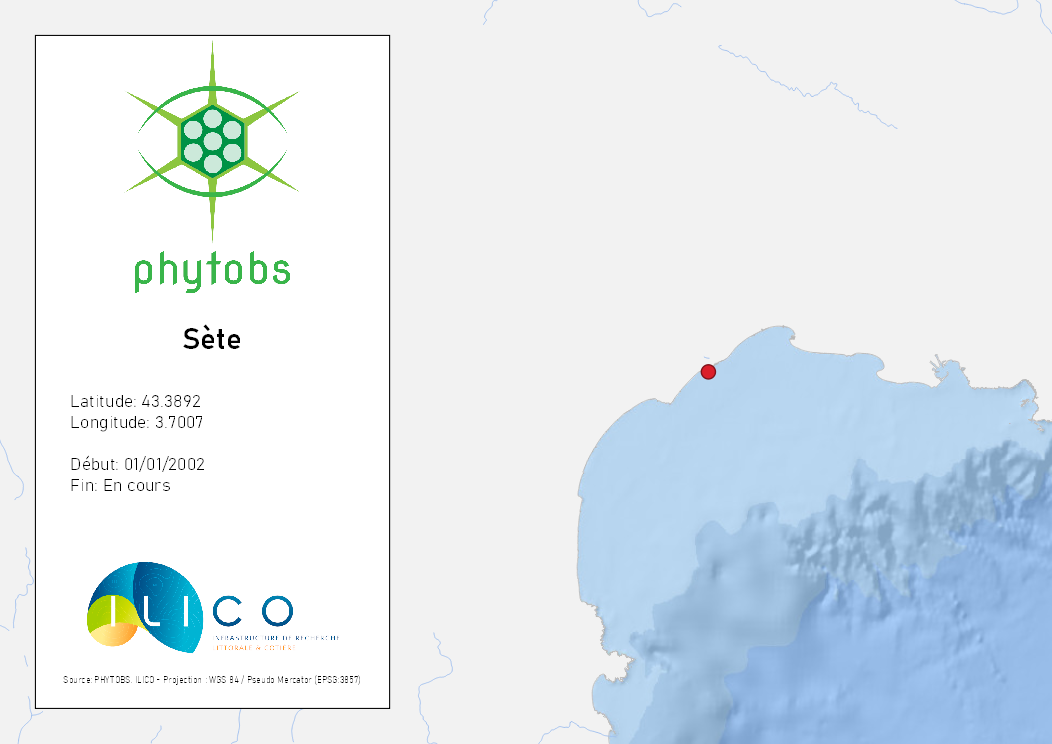 phytobs
Sète
Latitude: 43.3892
Longitude: 3.7007
Début: 01/01/2002
Fin: En cours
ILICO
INFRASTRUCTURE DE RECHERCHE
LITTORALE & COTIERE
Source: PHYTOBS, ILICO - Projection : WGS 84 / Pseudo Mercator (EPSG:3857)